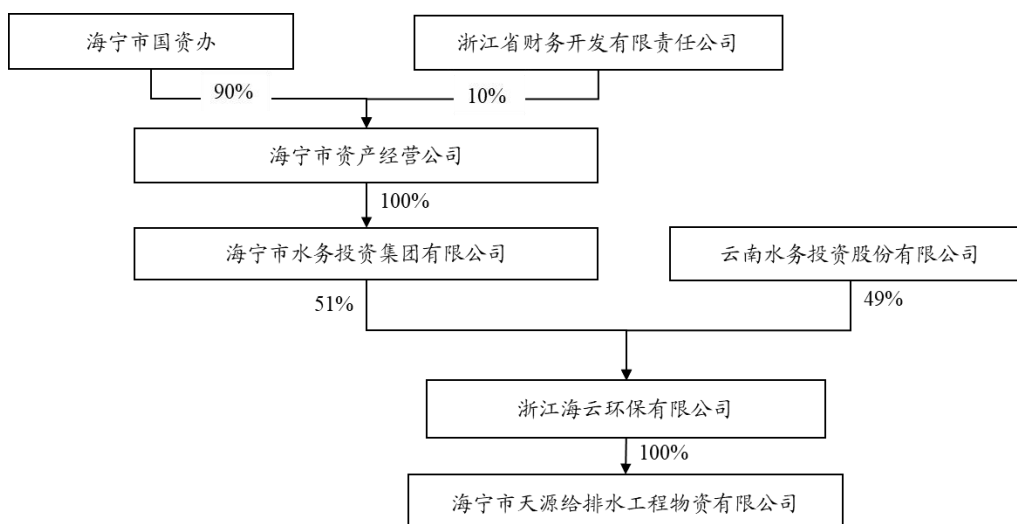 海宁市国资办
浙江省财务开发有限责任公司
90%
10%
海宁市资产经营公司
100%
海宁市水务投资集团有限公司
云南水务投资股份有限公司
51%
49%
浙江海云环保有限公司
100%
海宁市天源给排水工程物资有限公司